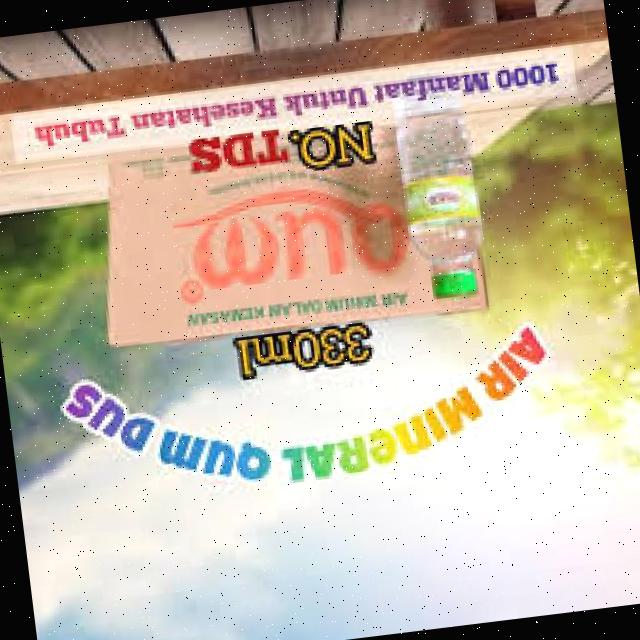 AIR MINERAL QUM DUS
330ml
AIR MINUM DALAM KEMASAN
QUM
NO.TDS
1000 Manfaat Untuk Kesehatan Tubuh